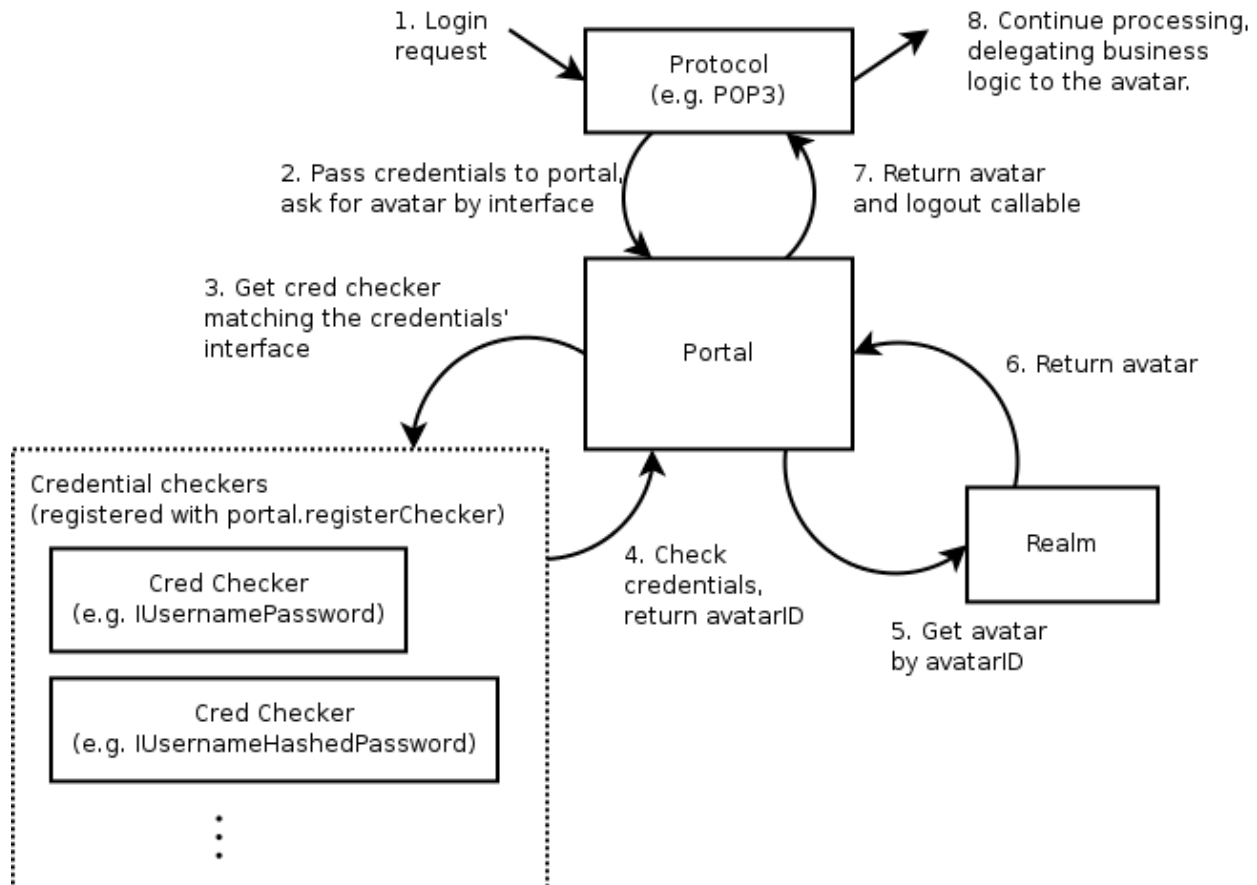 1. Login
request
Protocol
(e.g. POP3)
8. Continue processing,
delegating business
logic to the avatar.
2. Pass credentials to portal,
ask for avatar by interface
7. Return avatar
and logout callable
3. Get cred checker
matching the credentials'
interface
Portal
6. Return avatar
Credential checkers
(registered with portal.registerChecker)
Cred Checker
(e.g. IUsernamePassword)
Cred Checker
(e.g. IUsernameHashedPassword)
4. Check
credentials,
return avatarID
Realm
5. Get avatar
by avatarID